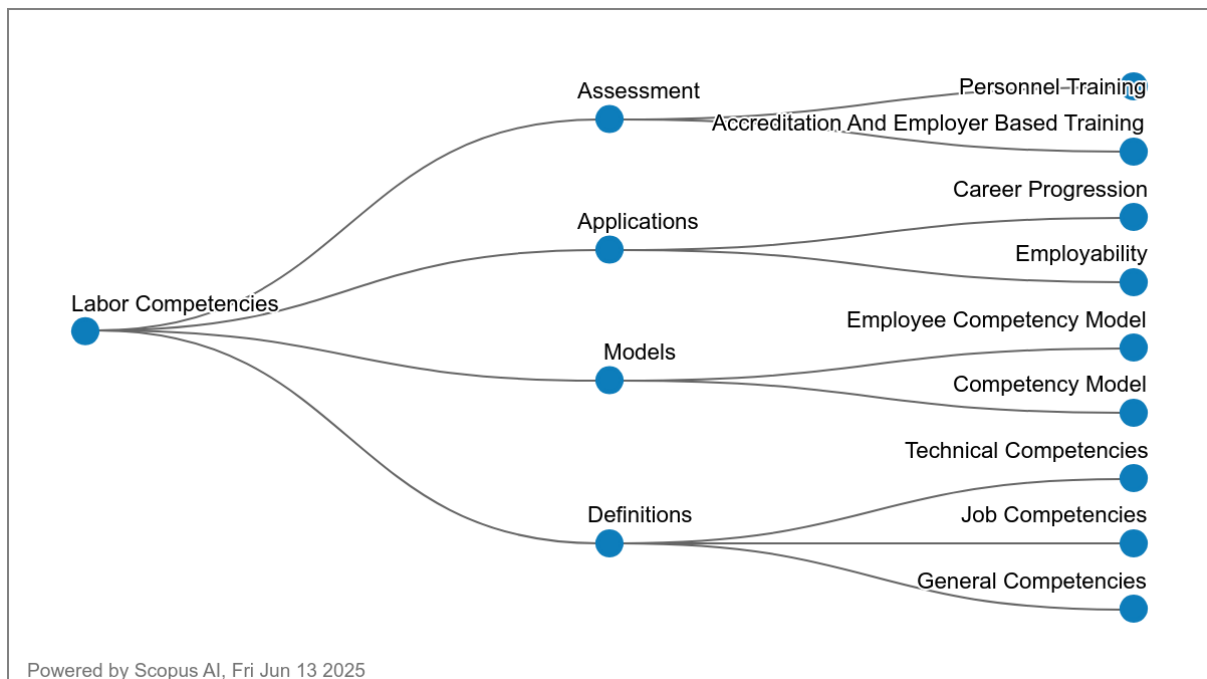 Assessment
Personnel Training
Accreditation And Employer Based Training
Career Progression
Applications
Employability
Labor Competencies
Employee Competency Model
Models
Competency Model
Technical Competencies
Definitions
Job Competencies
General Competencies
Powered by Scopus AI, Fri Jun 13 2025